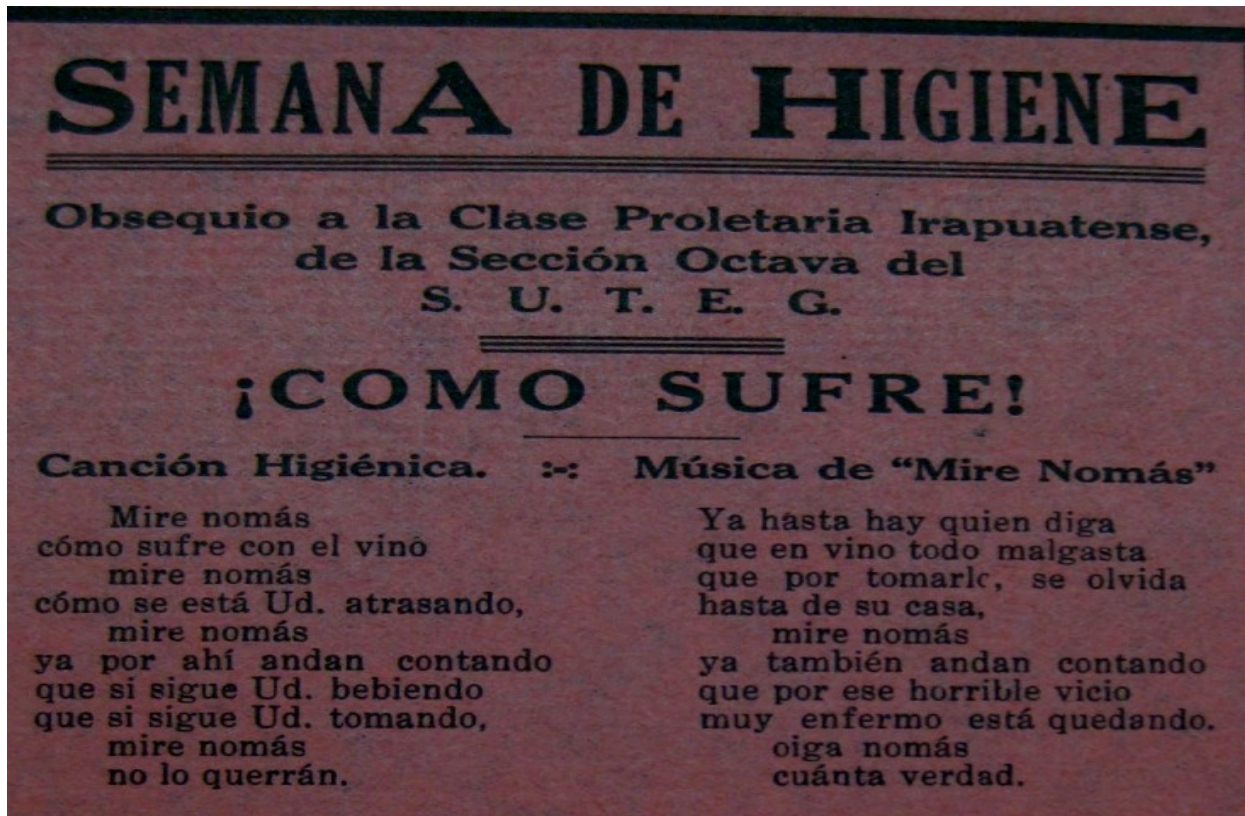 SEMANA DE HIGIENE
Obsequio a la Clase Proletaria Irapuatense,
de la Sección Octava del
S. U. T. E. G.
¡COMO SUFRE!
Canción Higiénica. :-: Música de “Mire Nomás”
Mire nomás
cómo sufre con el vino
mire nomás
cómo se está Ud. atrasando,
mire nomás
ya por ahí andan contando
que si sigue Ud. bebiendo
que si sigue Ud. tomando,
mire nomás
no lo querrán.
Ya hasta hay quien diga
que en vino todo malgasta
que por tomarlc, se olvida
hasta de su casa,
mire nomás
ya también andan contando
que por ese horrible vicio
muy enfermo está quedando.
oiga nomás
cuánta verdad.